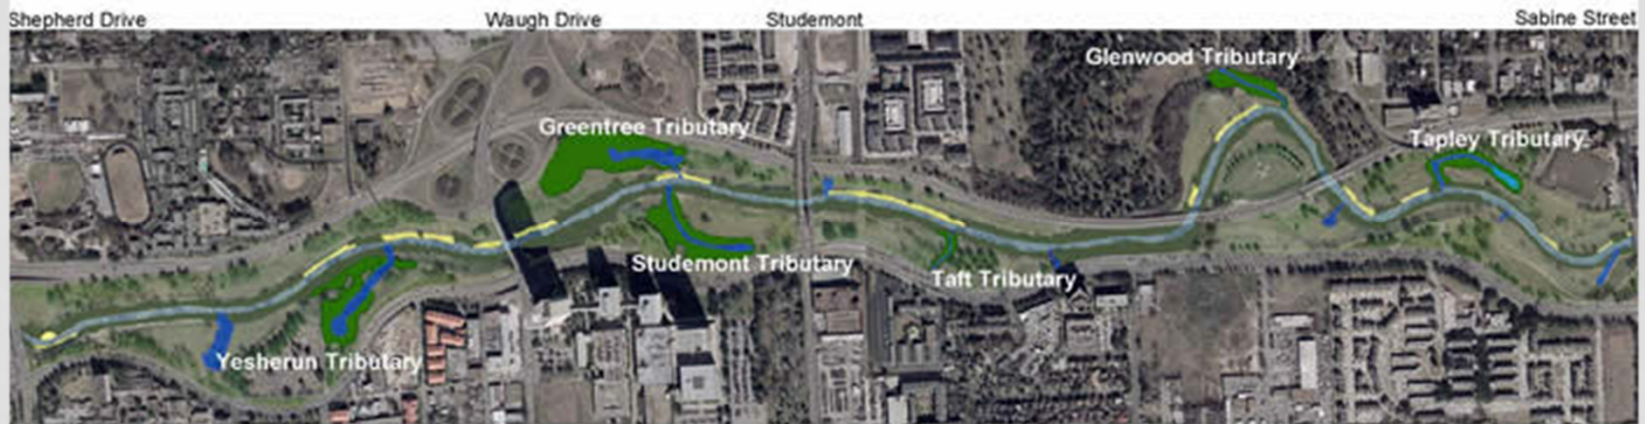 Shepherd Drive
Waugh Drive
Studemont
Sabine Street
Glenwood Tributary
Greentree Tributary
Tapley Tributary
Studemont Tributary
Taft Tributary
Yesherun Tributary